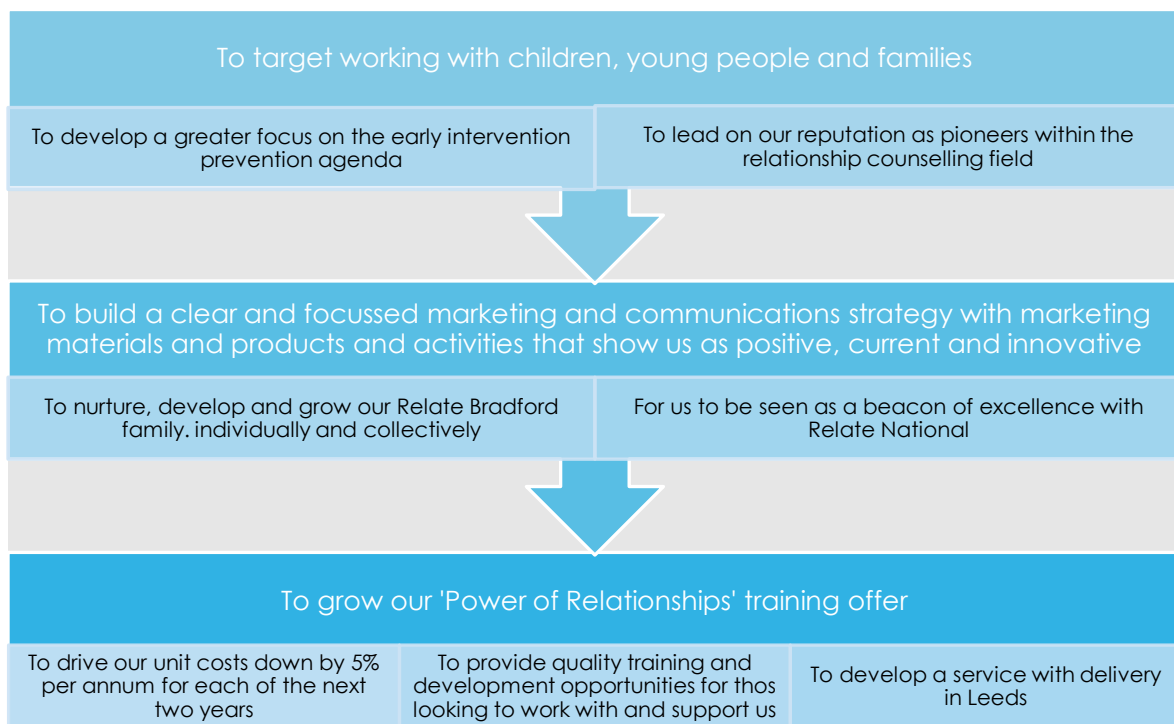 To target working with children, young people and families
To develop a greater focus on the early intervention
prevention agenda
To lead on our reputation as pioneers within the
relationship counselling field
To build a clear and focussed marketing and communications strategy with marketing
materials and products and activities that show us as positive, current and innovative
To nurture, develop and grow our Relate Bradford
family. individually and collectively
For us to be seen as a beacon of excellence with
Relate National
To grow our 'Power of Relationships' training offer
To drive our unit costs down by 5%
per annum for each of the next
two years
To provide quality training and
development opportunities for thos
looking to work with and support us
To develop a service with delivery
in Leeds